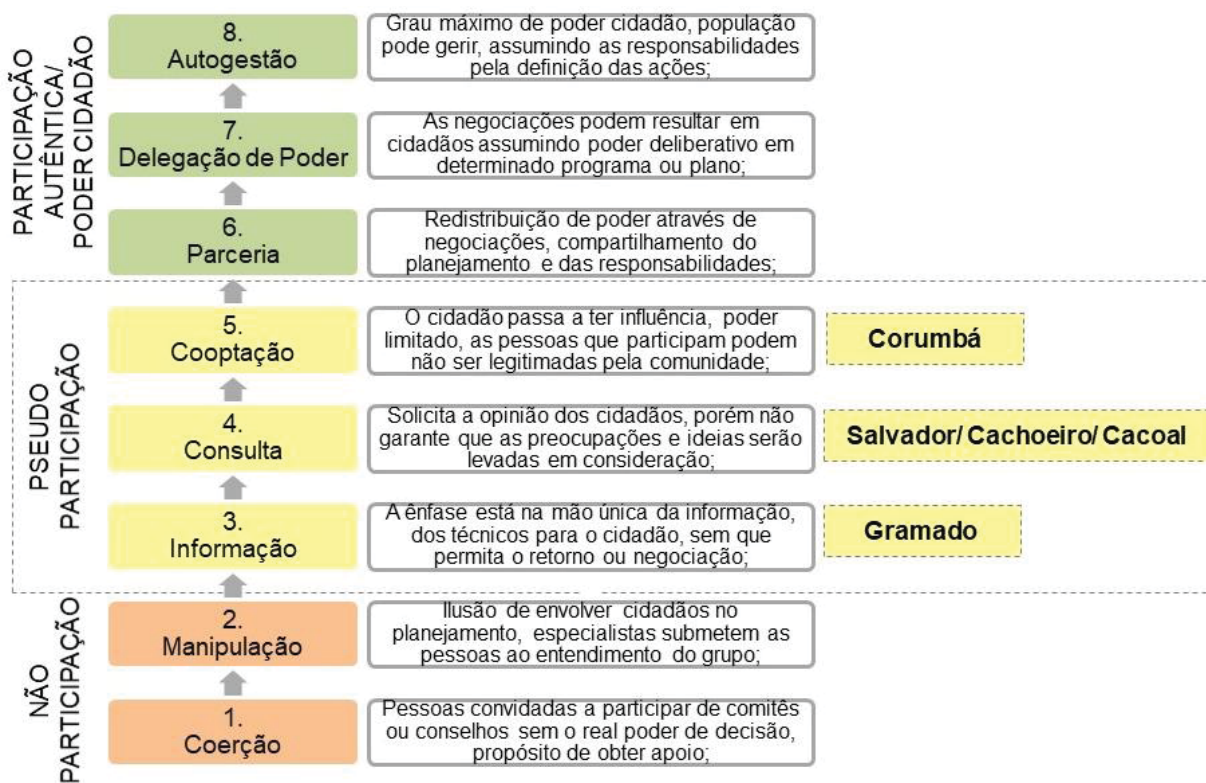 PARTICIPAÇÃO
AUTÊNTICA/
PODER CIDADÃO
8.
Autogestão
Grau máximo de poder cidadão, população
pode gerir, assumindo as responsabilidades
pela definição das ações;
7.
Delegação de Poder
As negociações podem resultar em
cidadãos assumindo poder deliberativo em
determinado programa ou plano;
6.
Parceria
Redistribuição de poder através de
negociações, compartilhamento do
planejamento e das responsabilidades;
PSEUDO
PARTICIPAÇÃO
5.
Cooptação
O cidadão passa a ter influência, poder
limitado, as pessoas que participam podem
não ser legitimadas pela comunidade;
Corumbá
4.
Consulta
Solicita a opinião dos cidadãos, porém não
garante que as preocupações e ideias serão
levadas em consideração;
Salvador/ Cachoeiro/ Cacoal
3.
Informação
A ênfase está na mão única da informação,
dos técnicos para o cidadão, sem que
permita o retorno ou negociação;
Gramado
NÃO
PARTICIPAÇÃO
2.
Manipulação
Ilusão de envolver cidadãos no
planejamento, especialistas submetem as
pessoas ao entendimento do grupo;
1.
Coerção
Pessoas convidadas a participar de comitês
ou conselhos sem o real poder de decisão,
propósito de obter apoio;